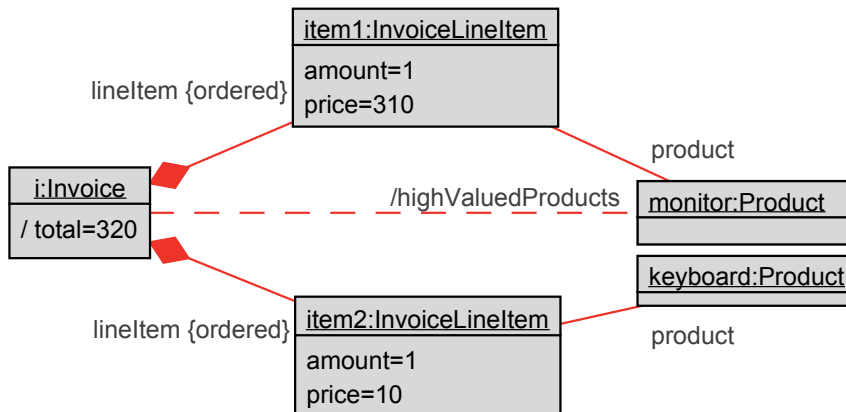 item1:InvoiceLineItem
amount=1
price=310
lineItem {ordered}
product
i:Invoice
/ total=320
/highValuedProducts
monitor:Product
keyboard:Product
lineItem {ordered}
item2:InvoiceLineItem
amount=1
price=10
product